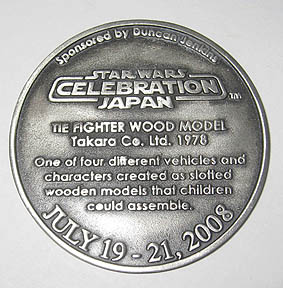 Sponsored by Duncan Jenkins
STAR WARS
CELEBRATION
JAPAN TM
TIE FIGHTER WOOD MODEL
Takara Co. Ltd. 1978
One of four different vehicles and
characters created as slotted
wooden models that children
could assemble.
JULY 19 - 21, 2008